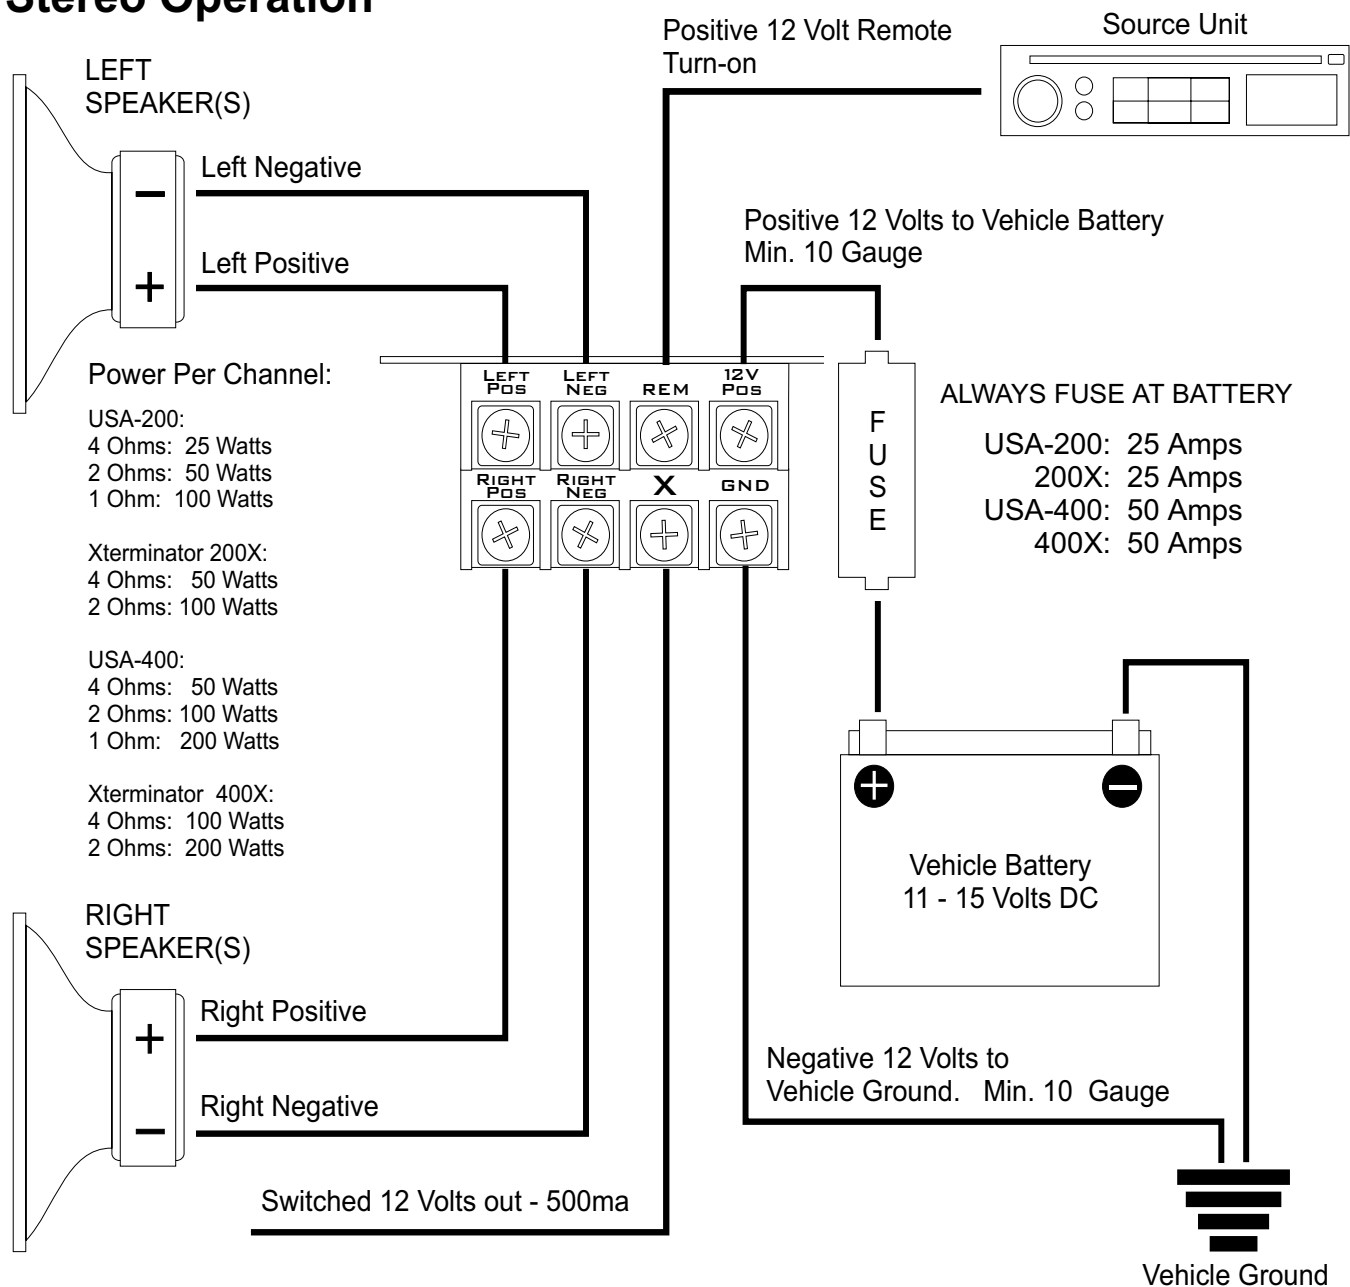 Stereo Operation
Positive 12 Volt Remote
Turn-on
Source Unit
LEFT
SPEAKER(S)
−
+
Left Negative
Left Positive
Positive 12 Volts to Vehicle Battery
Min. 10 Gauge
Power Per Channel:
USA-200:
4 Ohms: 25 Watts
2 Ohms: 50 Watts
1 Ohm: 100 Watts
Xterminator 200X:
4 Ohms: 50 Watts
2 Ohms: 100 Watts
USA-400:
4 Ohms: 50 Watts
2 Ohms: 100 Watts
1 Ohm: 200 Watts
Xterminator 400X:
4 Ohms: 100 Watts
2 Ohms: 200 Watts
LEFT
POS
LEFT
NEG
REM
12V
POS
RIGHT
POS
RIGHT
NEG
X
GND
FUSE
ALWAYS FUSE AT BATTERY
USA-200: 25 Amps
200X: 25 Amps
USA-400: 50 Amps
400X: 50 Amps
+
−
Vehicle Battery
11 - 15 Volts DC
RIGHT
SPEAKER(S)
+
−
Right Positive
Right Negative
Negative 12 Volts to
Vehicle Ground. Min. 10 Gauge
Switched 12 Volts out - 500ma
Vehicle Ground